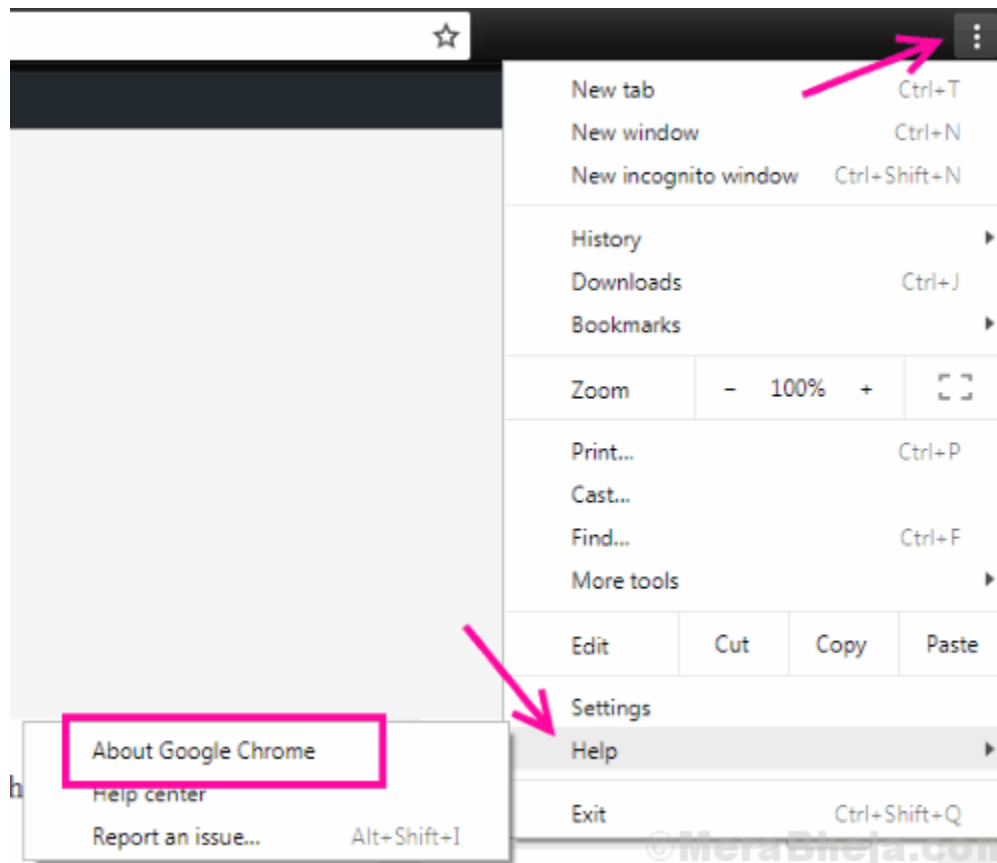 New tab Ctrl+T
New window Ctrl+N
New incognito window Ctrl+Shift+N
History
Downloads Ctrl+J
Bookmarks
Zoom - 100% +
Print... Ctrl+P
Cast...
Find... Ctrl+F
More tools
Edit Cut Copy Paste
Settings
Help
Exit Ctrl+Shift+Q
About Google Chrome
Help center
Report an issue... Alt+Shift+I
h
©MeraBheja.com